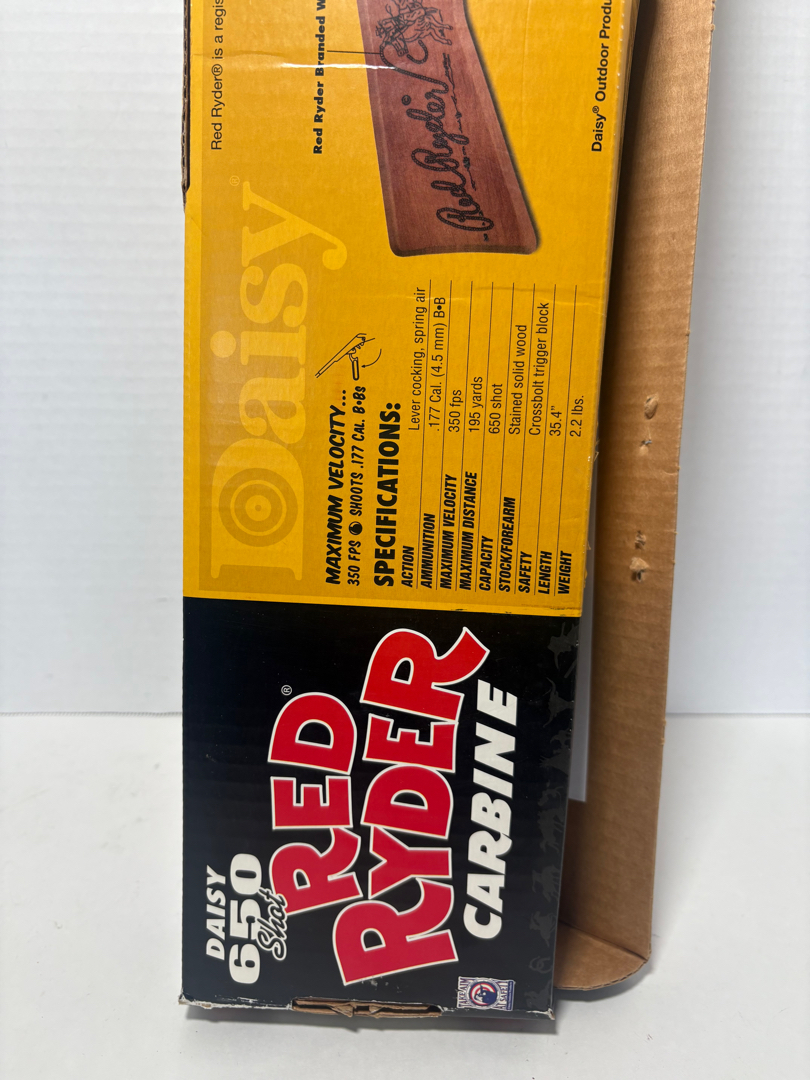 Red Ryder® is a regis
Red Ryder Branded W
Red Ryder
Daisy® Outdoor Produ
Daisy®
MAXIMUM VELOCITY...
350 FPS SHOOTS .177 CAL. B•Bs
SPECIFICATIONS:
ACTION Lever cocking, spring air
AMMUNITION .177 Cal. (4.5 mm) B•B
MAXIMUM VELOCITY 350 fps
MAXIMUM DISTANCE 195 yards
CAPACITY 650 shot
STOCK/FOREARM Stained solid wood
SAFETY Crossbolt trigger block
LENGTH 35.4"
WEIGHT 2.2 lbs.
DAISY
650
Shot
RED®
RYDER
CARBINE